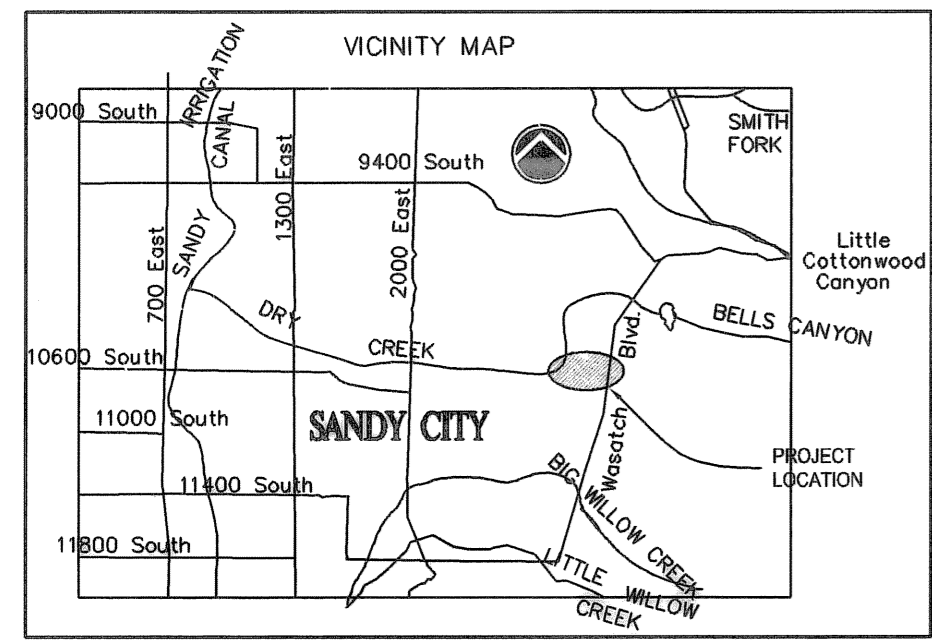 VICINITY MAP
IRRIGATION
CANAL
9000 South
SMITH
FORK
9400 South
1300 East
2000 East
700 East
SANDY
Little
Cottonwood
Canyon
DRY
CREEK
Blvd.
BELLS CANYON
10600 South
11000 South
SANDY CITY
Wasatch
PROJECT
LOCATION
BIG WILLOW CREEK
11400 South
11800 South
LITTLE WILLOW
CREEK